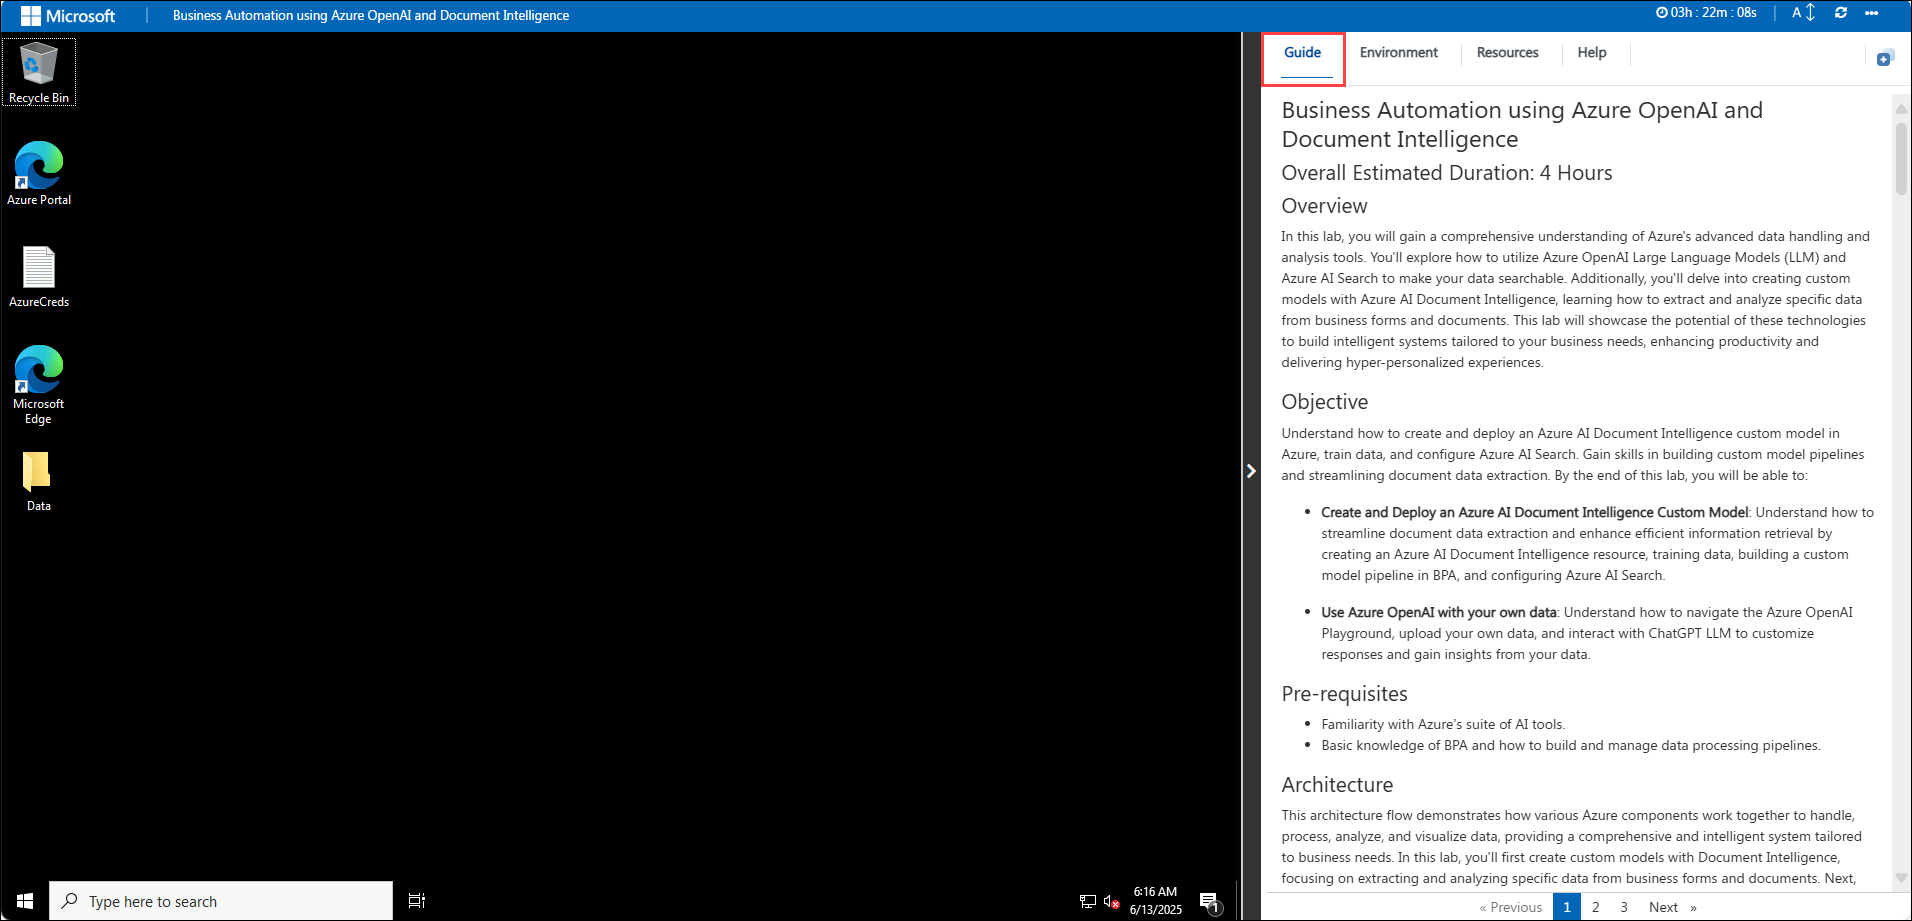 Microsoft
Business Automation using Azure OpenAI and Document Intelligence
03h : 22m : 08s
A
Recycle Bin
Azure Portal
AzureCreds
Microsoft
Edge
Data
Guide
Environment
Resources
Help
Business Automation using Azure OpenAI and
Document Intelligence
Overall Estimated Duration: 4 Hours
Overview
In this lab, you will gain a comprehensive understanding of Azure's advanced data handling and
analysis tools. You'll explore how to utilize Azure OpenAI Large Language Models (LLM) and
Azure AI Search to make your data searchable. Additionally, you'll delve into creating custom
models with Azure AI Document Intelligence, learning how to extract and analyze specific data
from business forms and documents. This lab will showcase the potential of these technologies
to build intelligent systems tailored to your business needs, enhancing productivity and
delivering hyper-personalized experiences.
Objective
Understand how to create and deploy an Azure AI Document Intelligence custom model in
Azure, train data, and configure Azure AI Search. Gain skills in building custom model pipelines
and streamlining document data extraction. By the end of this lab, you will be able to:
• Create and Deploy an Azure AI Document Intelligence Custom Model: Understand how to
streamline document data extraction and enhance efficient information retrieval by
creating an Azure AI Document Intelligence resource, training data, building a custom
model pipeline in BPA, and configuring Azure AI Search.
• Use Azure OpenAI with your own data: Understand how to navigate the Azure OpenAI
Playground, upload your own data, and interact with ChatGPT LLM to customize
responses and gain insights from your data.
Pre-requisites
• Familiarity with Azure's suite of AI tools.
• Basic knowledge of BPA and how to build and manage data processing pipelines.
Architecture
This architecture flow demonstrates how various Azure components work together to handle,
process, analyze, and visualize data, providing a comprehensive and intelligent system tailored
to business needs. In this lab, you'll first create custom models with Document Intelligence,
focusing on extracting and analyzing specific data from business forms and documents. Next,
« Previous 1 2 3 Next »
Type here to search
6:16 AM
6/13/2025
1